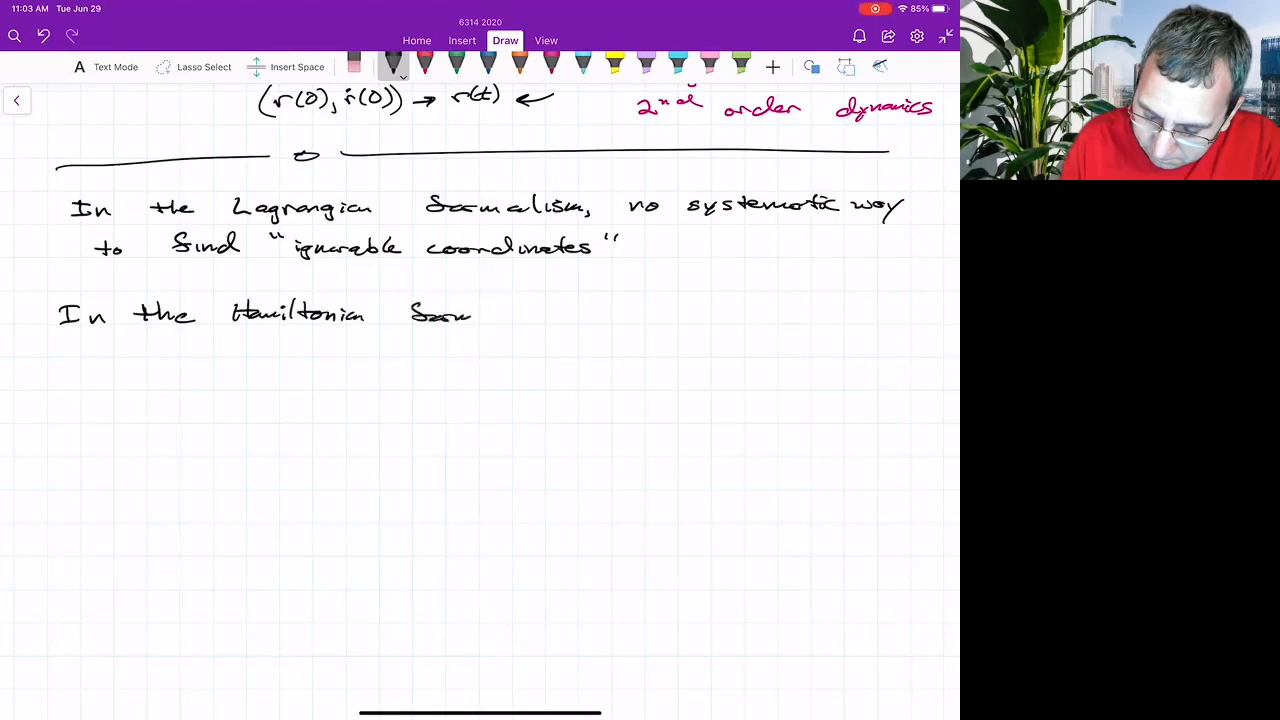 11:03 AM Tue Jun 29
85%
6314 2020
Home Insert Draw View
Text Mode Lasso Select Insert Space
(r(0), ṙ(0)) → r(t) ←
2nd order dynamics
In the Lagrangian formalism, no systematic way
to find "ignorable coordinates"
In the Hamiltonian form